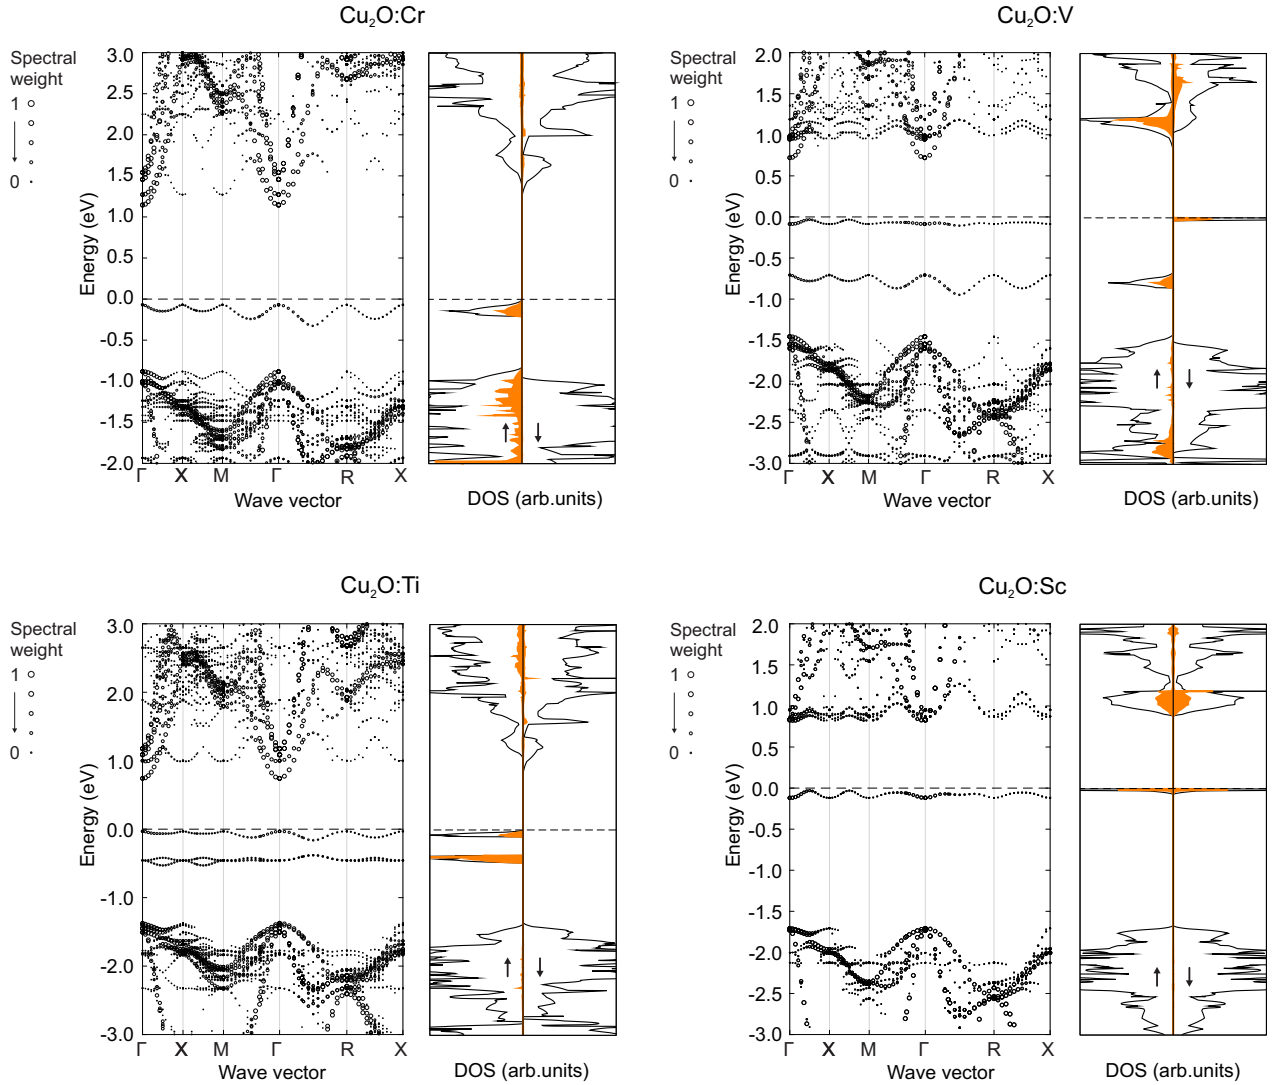 Cu2O:Cr
Spectral
weight
1
0
3.0
2.5
2.0
1.5
1.0
0.5
0.0
-0.5
-1.0
-1.5
-2.0
Energy (eV)
Γ X M Γ R X
Wave vector
DOS (arb.units)
Cu2O:V
Spectral
weight
1
0
2.0
1.5
1.0
0.5
0.0
-0.5
-1.0
-1.5
-2.0
-2.5
-3.0
Energy (eV)
Γ X M Γ R X
Wave vector
DOS (arb.units)
Cu2O:Ti
Spectral
weight
1
0
3.0
2.0
1.0
0.0
-1.0
-2.0
-3.0
Energy (eV)
Γ X M Γ R X
Wave vector
DOS (arb.units)
Cu2O:Sc
Spectral
weight
1
0
2.0
1.5
1.0
0.5
0.0
-0.5
-1.0
-1.5
-2.0
-2.5
-3.0
Energy (eV)
Γ X M Γ R X
Wave vector
DOS (arb.units)